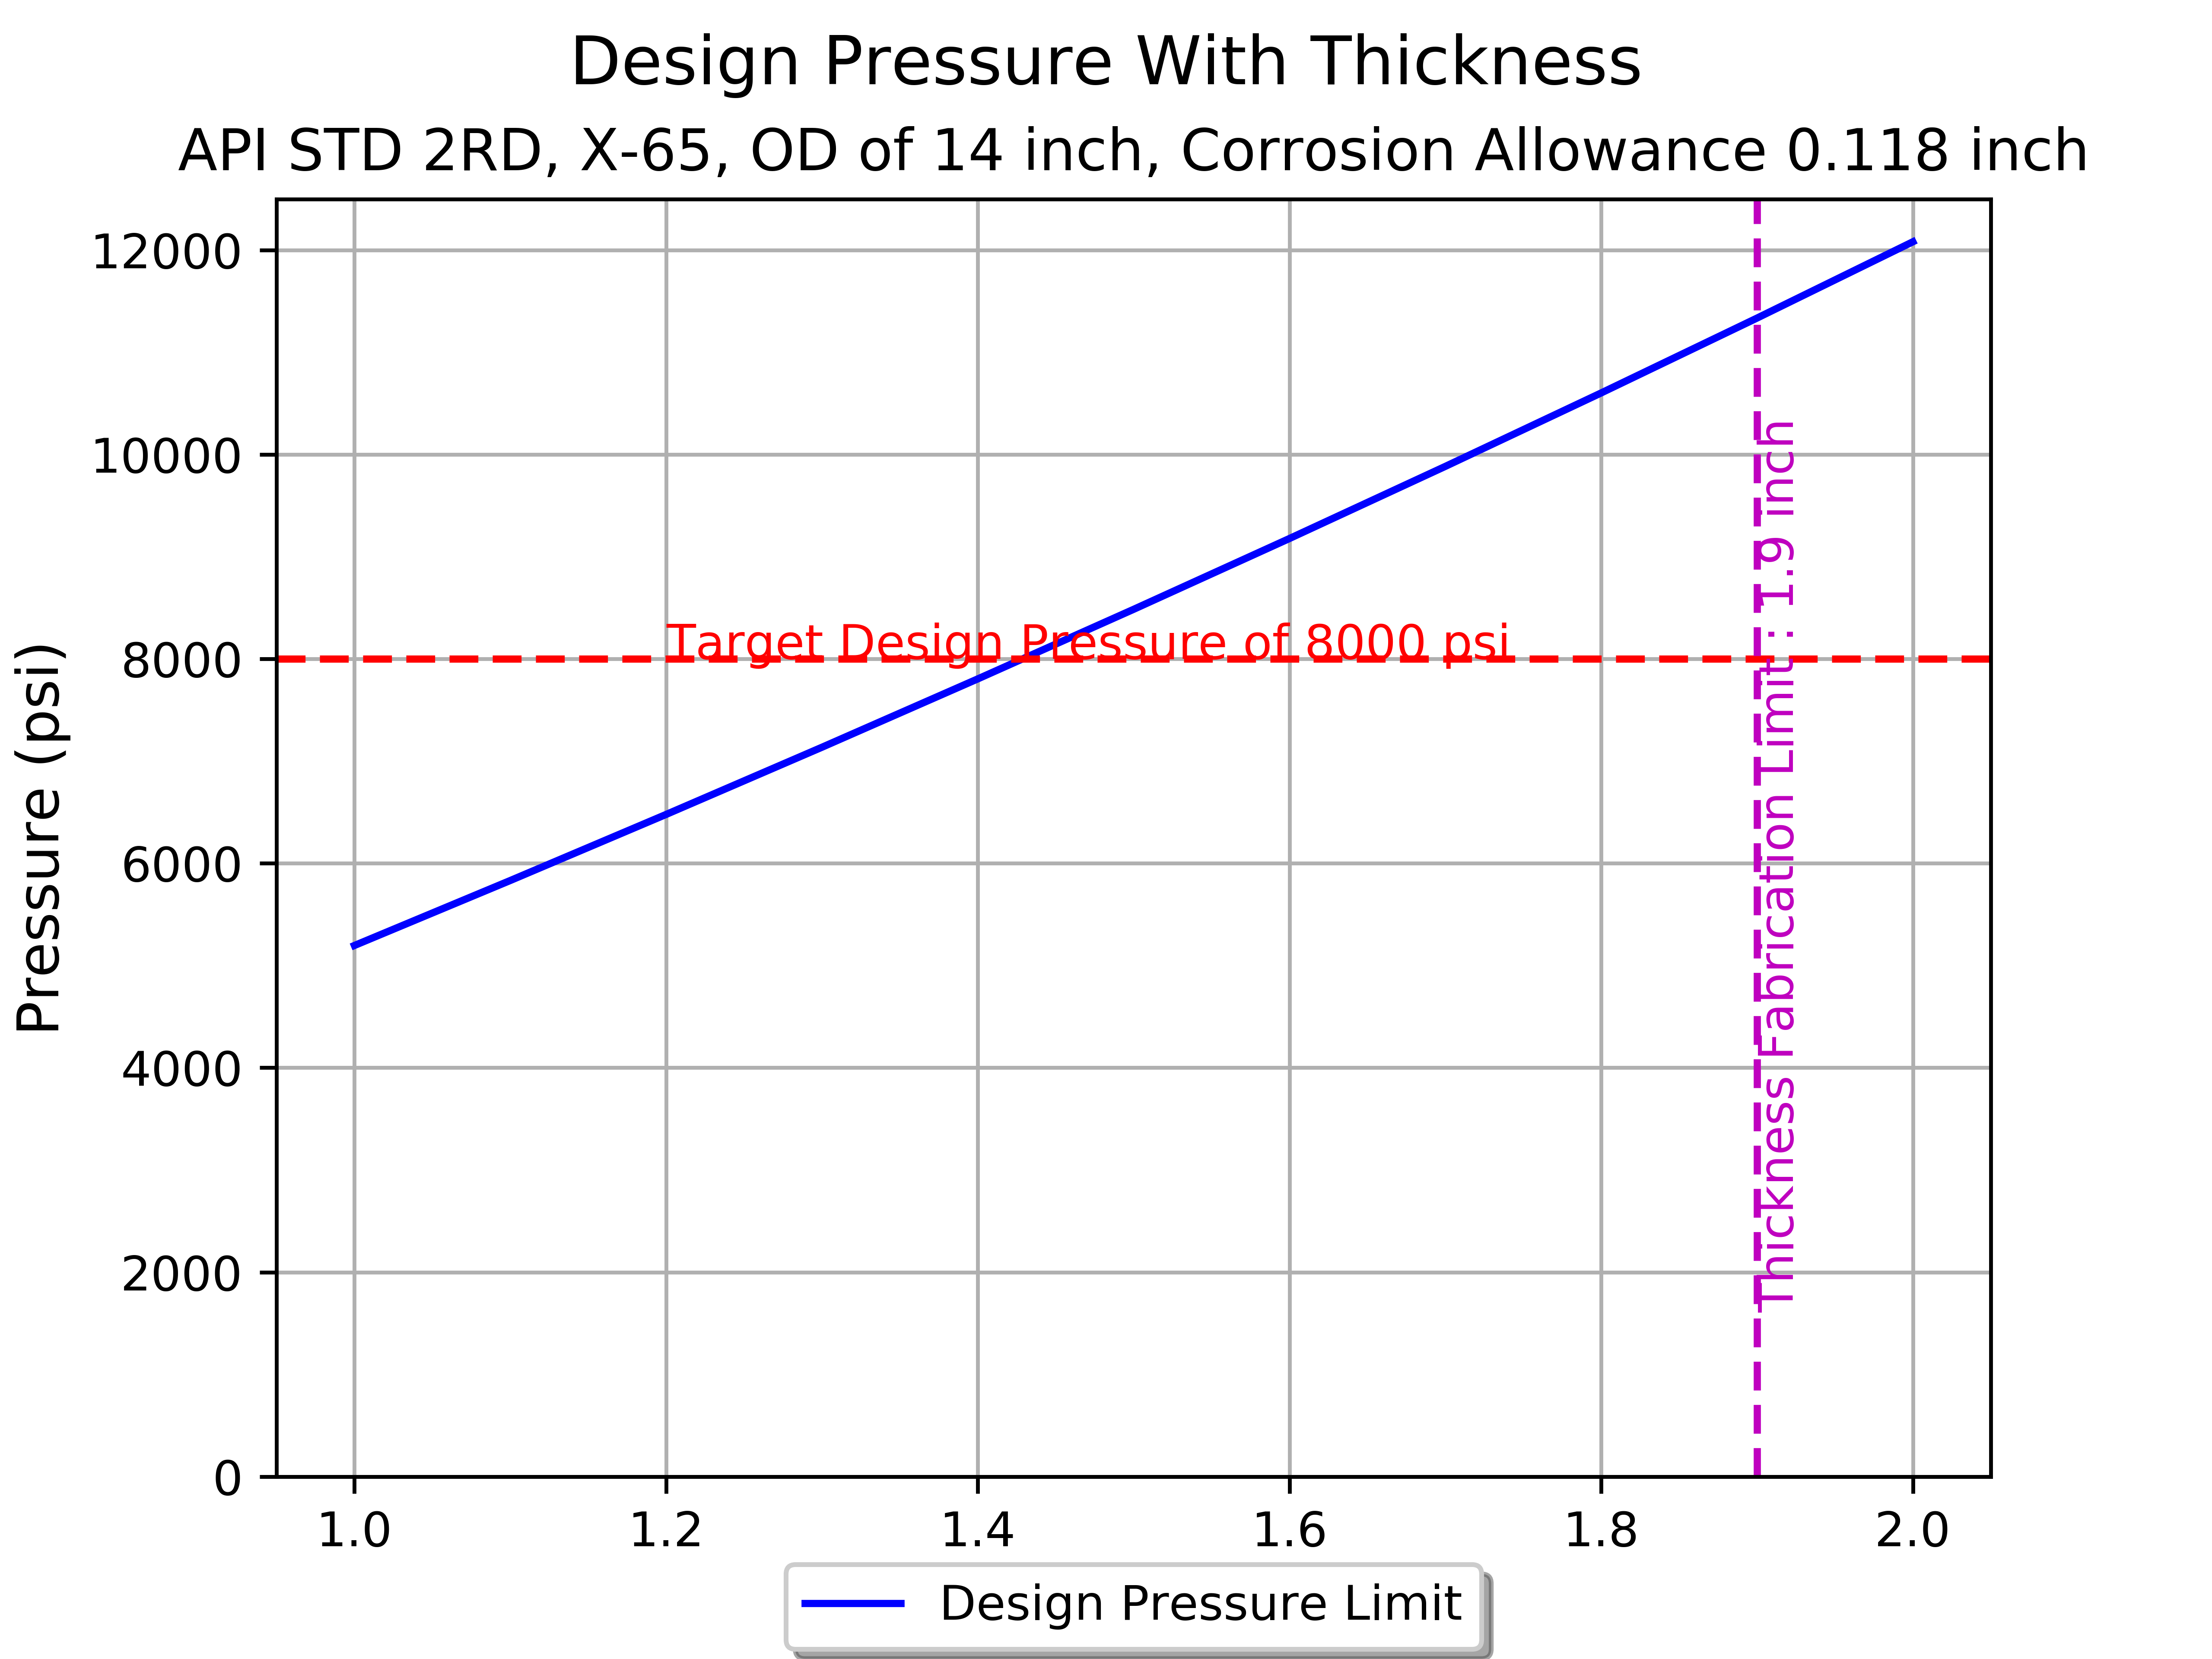 Design Pressure With Thickness
API STD 2RD, X-65, OD of 14 inch, Corrosion Allowance 0.118 inch
Pressure (psi)
12000
10000
8000
6000
4000
2000
0
Target Design Pressure of 8000 psi
Thickness Fabrication Limit : 1.9 inch
1.0 1.2 1.4 1.6 1.8 2.0
Design Pressure Limit